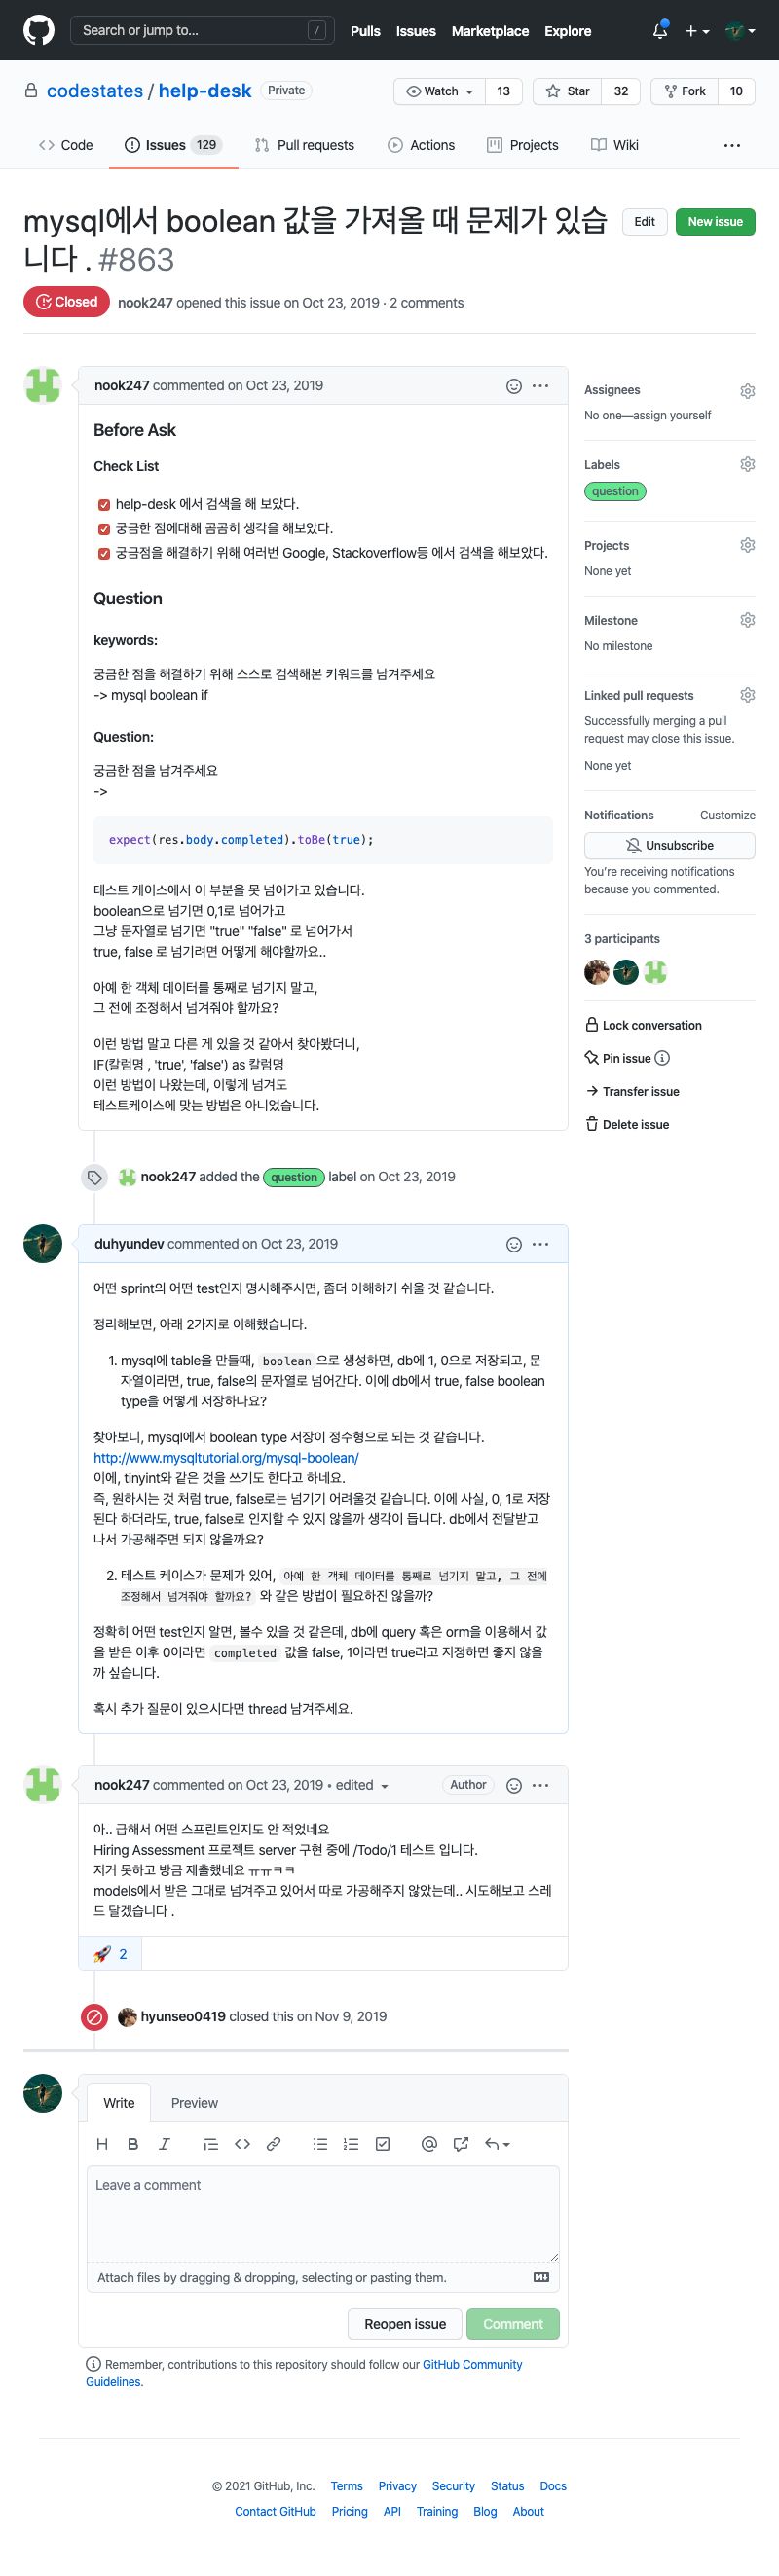 Search or jump to... /
Pulls Issues Marketplace Explore
codestates / help-desk Private
Watch 13 Star 32 Fork 10
Code Issues 129 Pull requests Actions Projects Wiki
mysql에서 boolean 값을 가져올 때 문제가 있습
니다 . #863
Edit New issue
Closed nook247 opened this issue on Oct 23, 2019 · 2 comments
nook247 commented on Oct 23, 2019
Before Ask
Check List
help-desk 에서 검색을 해 보았다.
궁금한 점에대해 곰곰히 생각을 해보았다.
궁금점을 해결하기 위해 여러번 Google, Stackoverflow등 에서 검색을 해보았다.
Question
keywords:
궁금한 점을 해결하기 위해 스스로 검색해본 키워드를 남겨주세요
-> mysql boolean if
Question:
궁금한 점을 남겨주세요
->
expect(res.body.completed).toBe(true);
테스트 케이스에서 이 부분을 못 넘어가고 있습니다.
boolean으로 넘기면 0,1로 넘어가고
그냥 문자열로 넘기면 "true" "false" 로 넘어가서
true, false 로 넘기려면 어떻게 해야할까요..
아예 한 객체 데이터를 통째로 넘기지 말고,
그 전에 조정해서 넘겨줘야 할까요?
이런 방법 말고 다른 게 있을 것 같아서 찾아봤더니,
IF(칼럼명 , 'true', 'false') as 칼럼명
이런 방법이 나왔는데, 이렇게 넘겨도
테스트케이스에 맞는 방법은 아니었습니다.
Assignees
No one—assign yourself
Labels
question
Projects
None yet
Milestone
No milestone
Linked pull requests
Successfully merging a pull
request may close this issue.
None yet
Notifications Customize
Unsubscribe
You're receiving notifications
because you commented.
3 participants
Lock conversation
Pin issue
Transfer issue
Delete issue
nook247 added the question label on Oct 23, 2019
duhyundev commented on Oct 23, 2019
어떤 sprint의 어떤 test인지 명시해주시면, 좀더 이해하기 쉬울 것 같습니다.
정리해보면, 아래 2가지로 이해했습니다.
1. mysql에 table을 만들때, boolean 으로 생성하면, db에 1, 0으로 저장되고, 문
자열이라면, true, false의 문자열로 넘어간다. 이에 db에서 true, false boolean
type을 어떻게 저장하나요?
찾아보니, mysql에서 boolean type 저장이 정수형으로 되는 것 같습니다.
http://www.mysqltutorial.org/mysql-boolean/
이에, tinyint와 같은 것을 쓰기도 한다고 하네요.
즉, 원하시는 것 처럼 true, false로는 넘기기 어려울것 같습니다. 이에 사실, 0, 1로 저장
된다 하더라도, true, false로 인지할 수 있지 않을까 생각이 듭니다. db에서 전달받고
나서 가공해주면 되지 않을까요?
2. 테스트 케이스가 문제가 있어, 아예 한 객체 데이터를 통째로 넘기지 말고, 그 전에
조정해서 넘겨줘야 할까요? 와 같은 방법이 필요하진 않을까?
정확히 어떤 test인지 알면, 볼수 있을 것 같은데, db에 query 혹은 orm을 이용해서 값
을 받은 이후 0이라면 completed 값을 false, 1이라면 true라고 지정하면 좋지 않을
까 싶습니다.
혹시 추가 질문이 있으시다면 thread 남겨주세요.
nook247 commented on Oct 23, 2019 • edited Author
아.. 급해서 어떤 스프린트인지도 안 적었네요
Hiring Assessment 프로젝트 server 구현 중에 /Todo/1 테스트 입니다.
저거 못하고 방금 제출했네요 ㅠㅠㅋㅋ
models에서 받은 그대로 넘겨주고 있어서 따로 가공해주지 않았는데.. 시도해보고 스레
드 달겠습니다 .
🚀 2
hyunseo0419 closed this on Nov 9, 2019
Write Preview
Leave a comment
Attach files by dragging & dropping, selecting or pasting them.
Reopen issue Comment
Remember, contributions to this repository should follow our GitHub Community
Guidelines.
© 2021 GitHub, Inc. Terms Privacy Security Status Docs
Contact GitHub Pricing API Training Blog About